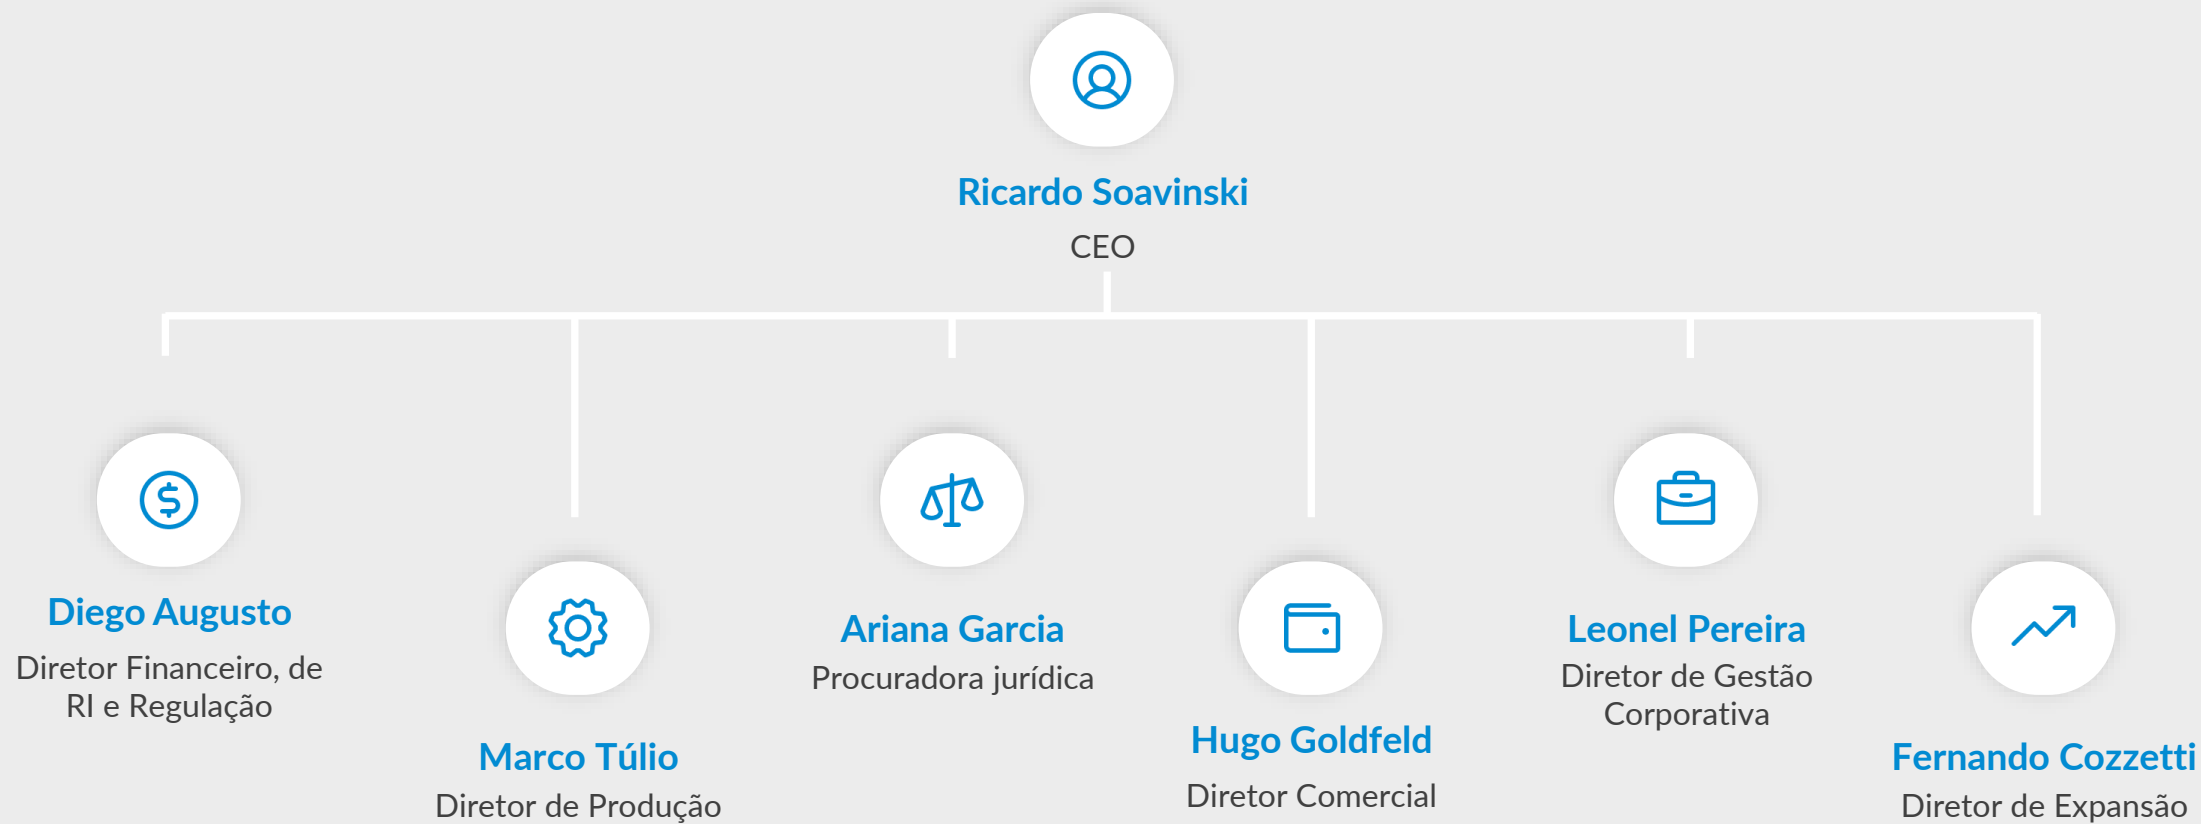 Ricardo Soavinski
CEO
Diego Augusto
Diretor Financeiro, de
RI e Regulação
Marco Túlio
Diretor de Produção
Ariana Garcia
Procuradora jurídica
Hugo Goldfeld
Diretor Comercial
Leonel Pereira
Diretor de Gestão
Corporativa
Fernando Cozzetti
Diretor de Expansão